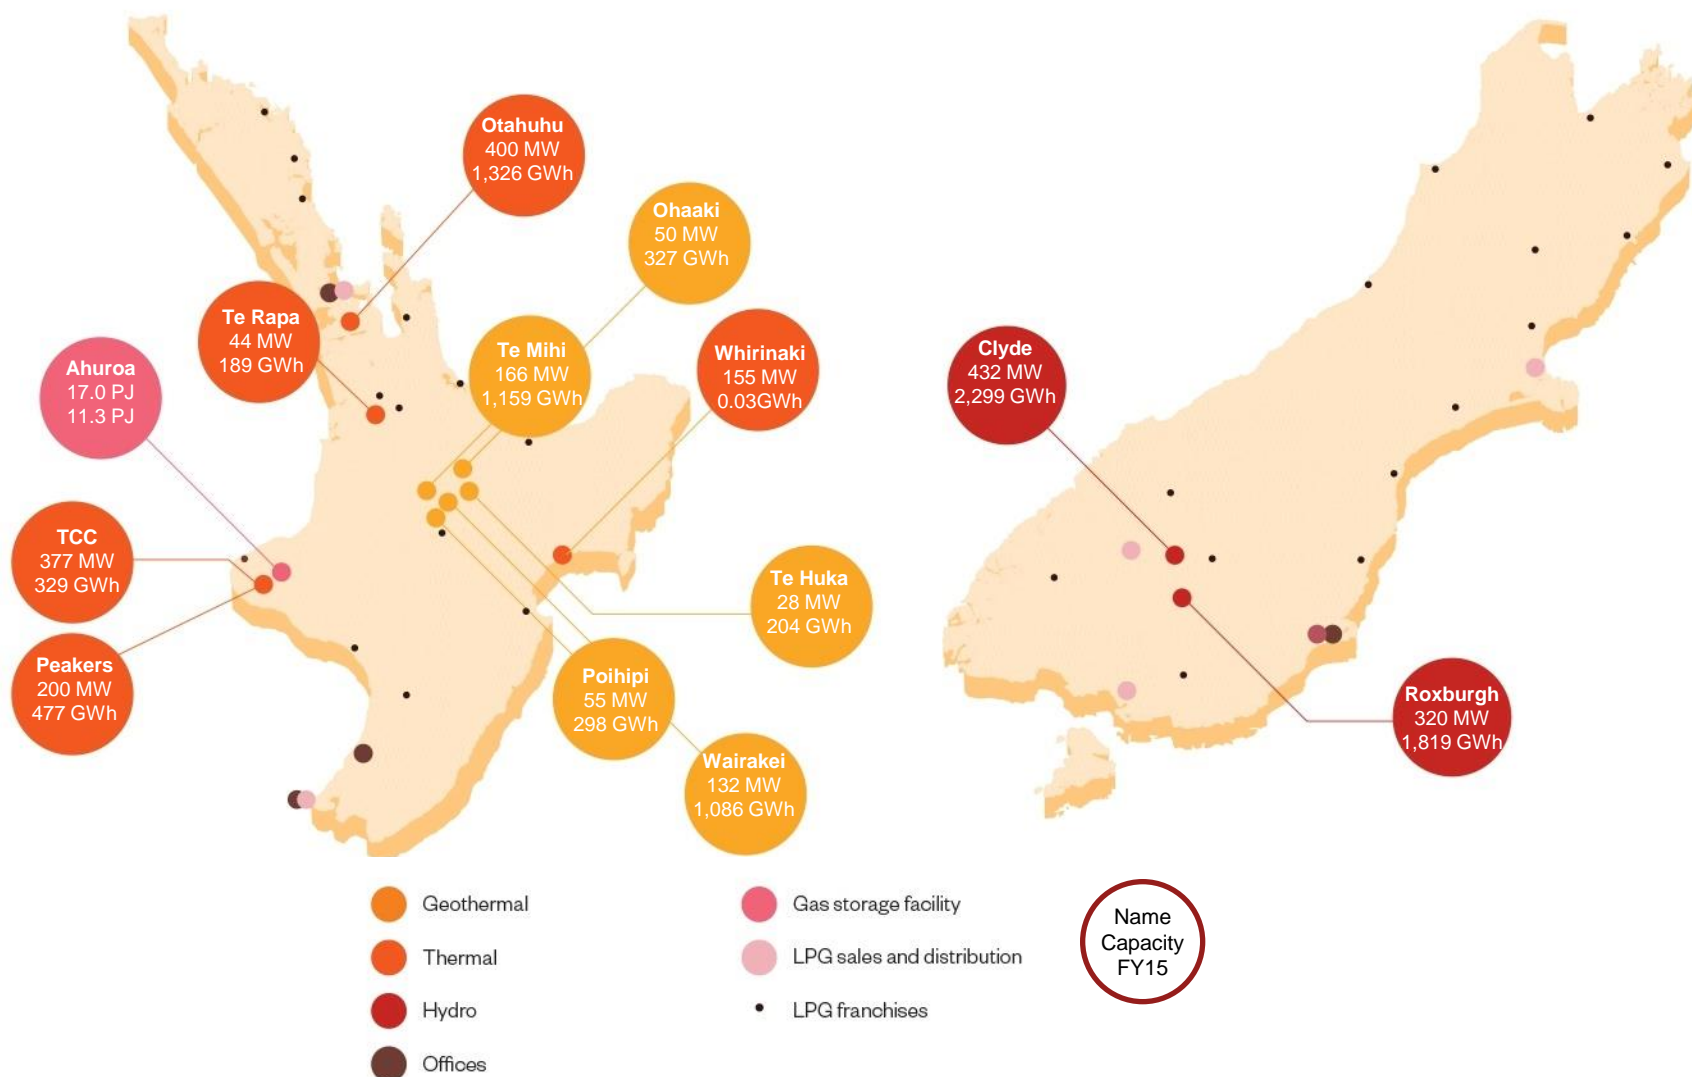 Otahuhu
400 MW
1,326 GWh
Ohaaki
50 MW
327 GWh
Te Rapa
44 MW
189 GWh
Te Mihi
166 MW
1,159 GWh
Whirinaki
155 MW
0.03GWh
Ahuroa
17.0 PJ
11.3 PJ
Clyde
432 MW
2,299 GWh
TCC
377 MW
329 GWh
Te Huka
28 MW
204 GWh
Peakers
200 MW
477 GWh
Poihipi
55 MW
298 GWh
Roxburgh
320 MW
1,819 GWh
Wairakei
132 MW
1,086 GWh
Geothermal
Thermal
Hydro
Offices
Gas storage facility
LPG sales and distribution
LPG franchises
Name
Capacity
FY15